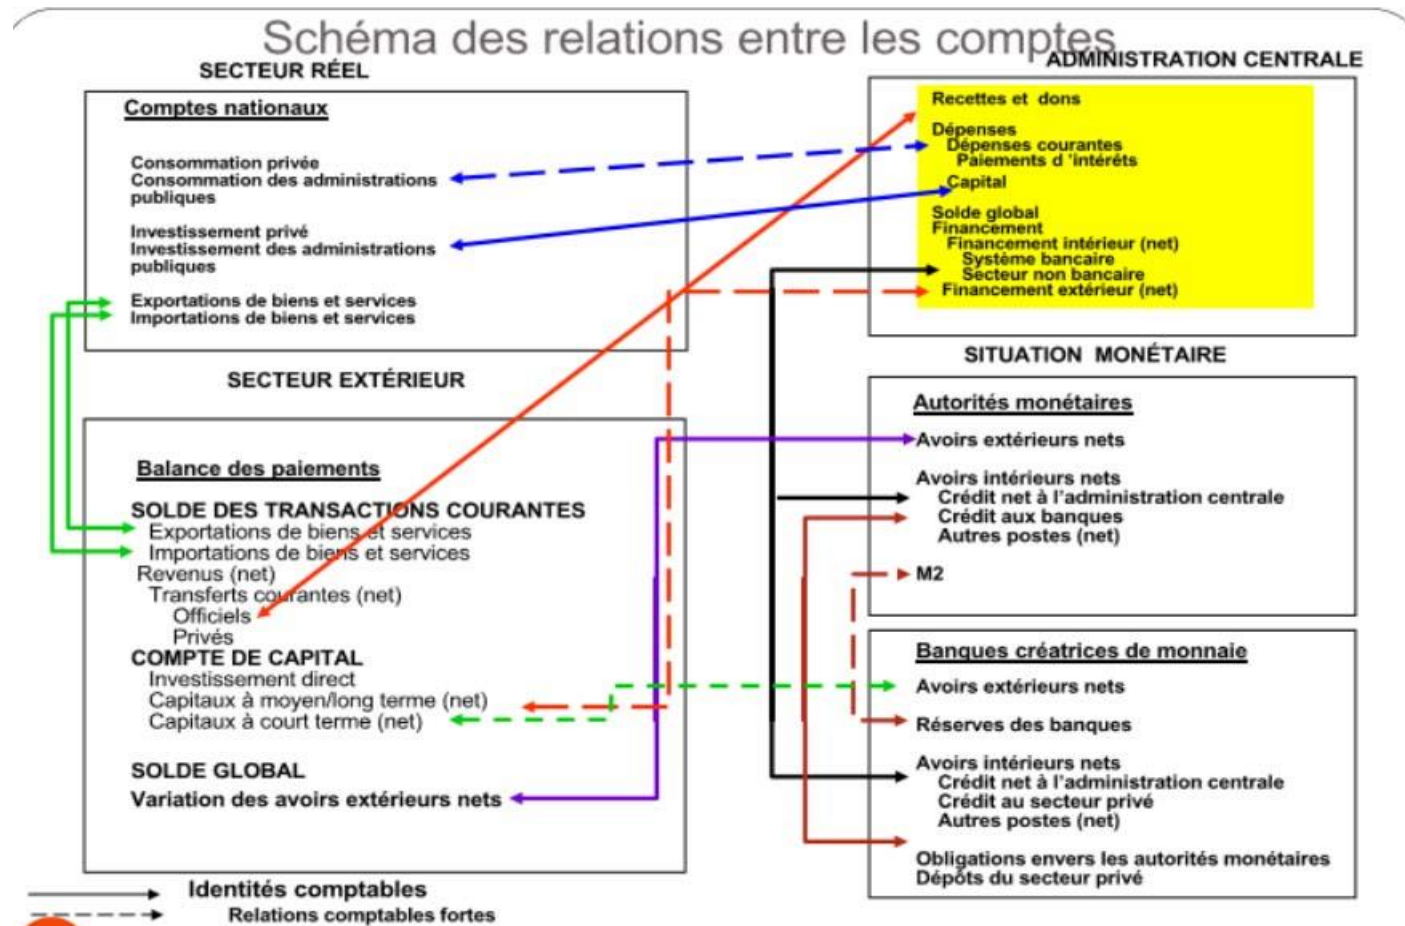 Schéma des relations entre les comptes
SECTEUR RÉEL
Comptes nationaux
Consommation privée
Consommation des administrations
publiques
Investissement privé
Investissement des administrations
publiques
Exportations de biens et services
Importations de biens et services
SECTEUR EXTÉRIEUR
Balance des paiements
SOLDE DES TRANSACTIONS COURANTES
Exportations de biens et services
Importations de biens et services
Revenus (net)
Transferts courantes (net)
Officiels
Privés
COMPTE DE CAPITAL
Investissement direct
Capitaux à moyen/long terme (net)
Capitaux à court terme (net)
SOLDE GLOBAL
Variation des avoirs extérieurs nets
Identités comptables
Relations comptables fortes
ADMINISTRATION CENTRALE
Recettes et dons
Dépenses
Dépenses courantes
Paiements d 'intéréts
Capital
Solde global
Financement
Financement intérieur (net)
Système bancaire
Secteur non bancaire
Financement extérieur (net)
SITUATION MONÉTAIRE
Autorités monétaires
Avoirs extérieurs nets
Avoirs intérieurs nets
Crédit net à l'administration centrale
Crédit aux banques
Autres postes (net)
M2
Banques créatrices de monnaie
Avoirs extérieurs nets
Réserves des banques
Avoirs intérieurs nets
Crédit net à l'administration centrale
Crédit au secteur privé
Autres postes (net)
Obligations envers les autorités monétaires
Dépôts du secteur privé